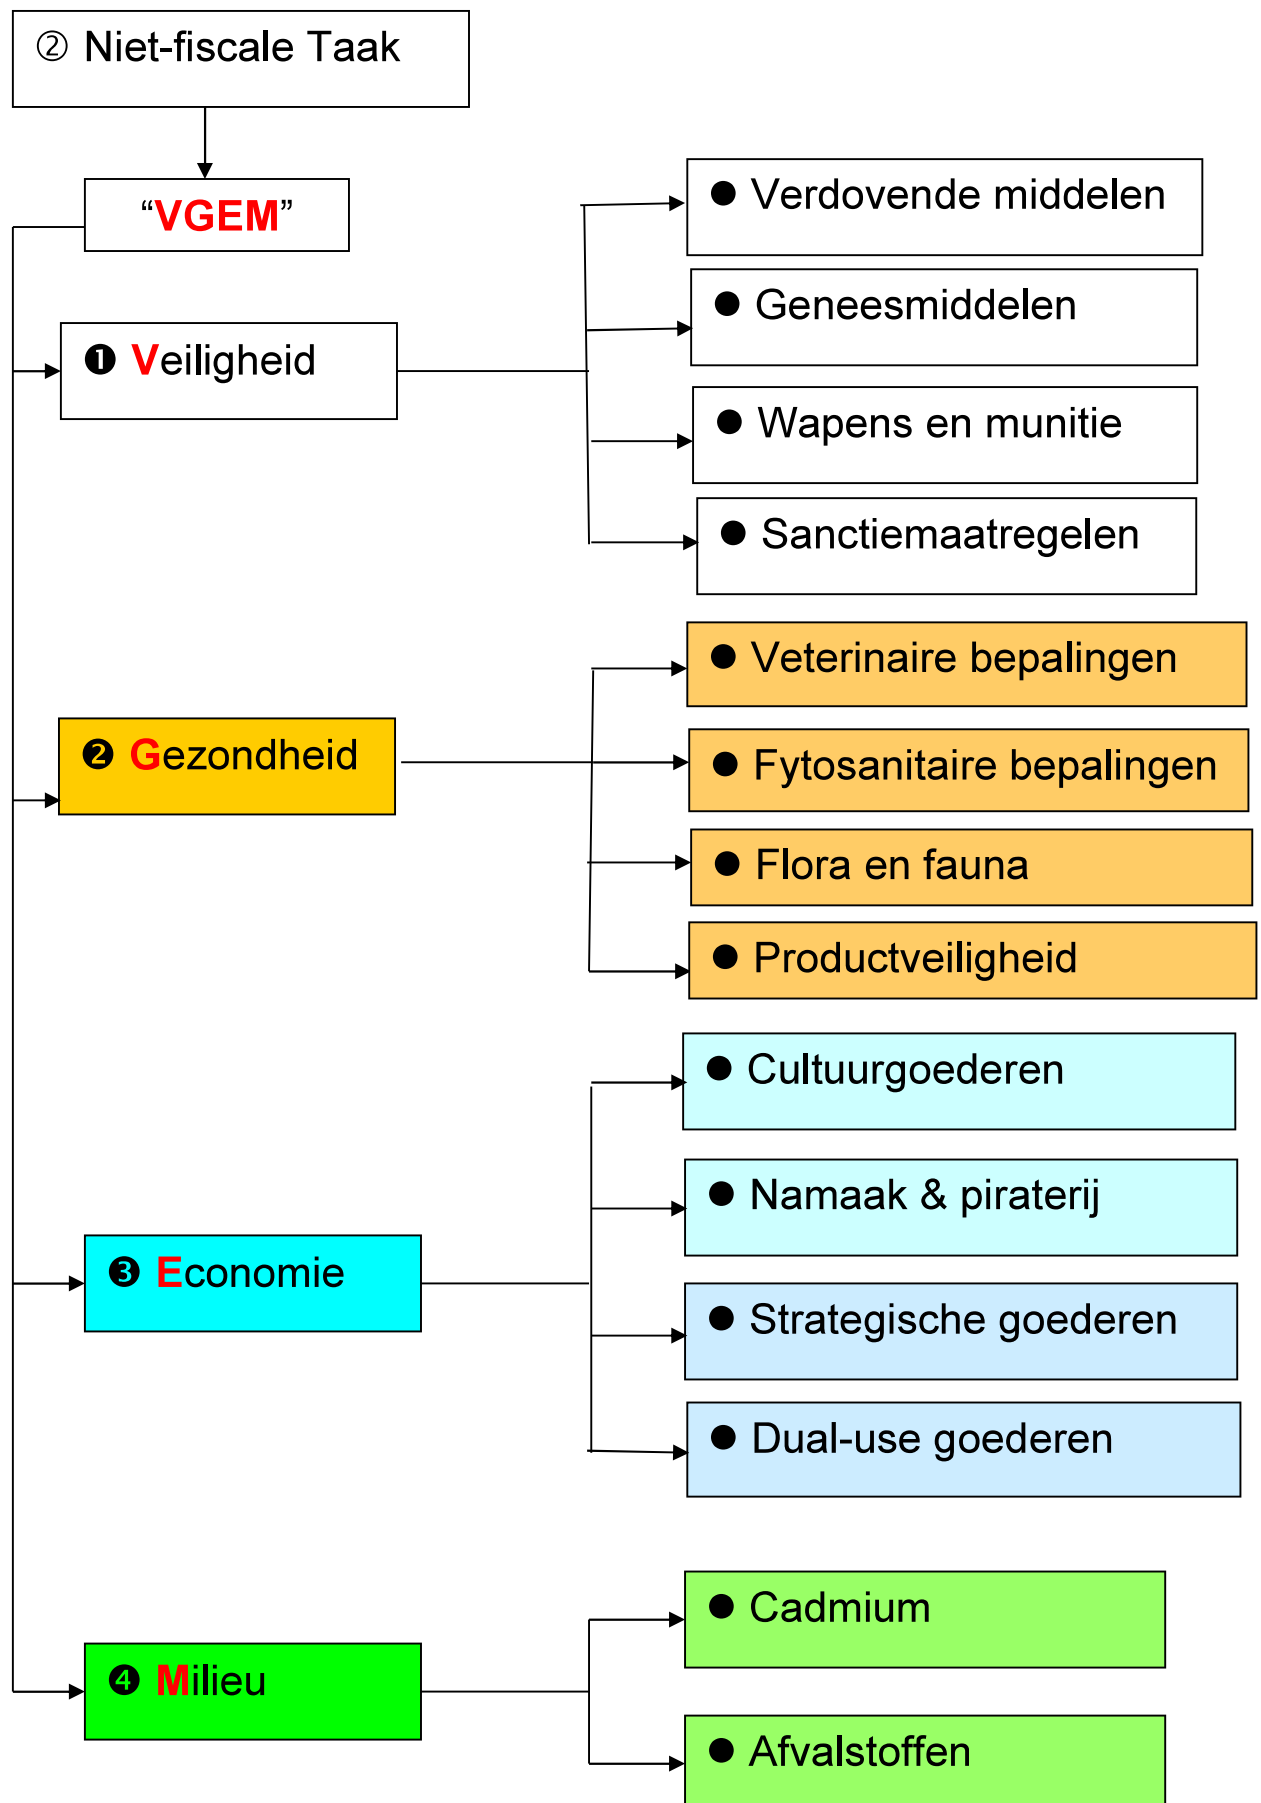 ② Niet-fiscale Taak
“VGEM”
❶ Veiligheid
● Verdovende middelen
● Geneesmiddelen
● Wapens en munitie
● Sanctiemaatregelen
❷ Gezondheid
● Veterinaire bepalingen
● Fytosanitaire bepalingen
● Flora en fauna
● Productveiligheid
❸ Economie
● Cultuurgoederen
● Namaak & piraterij
● Strategische goederen
● Dual-use goederen
❹ Milieu
● Cadmium
● Afvalstoffen